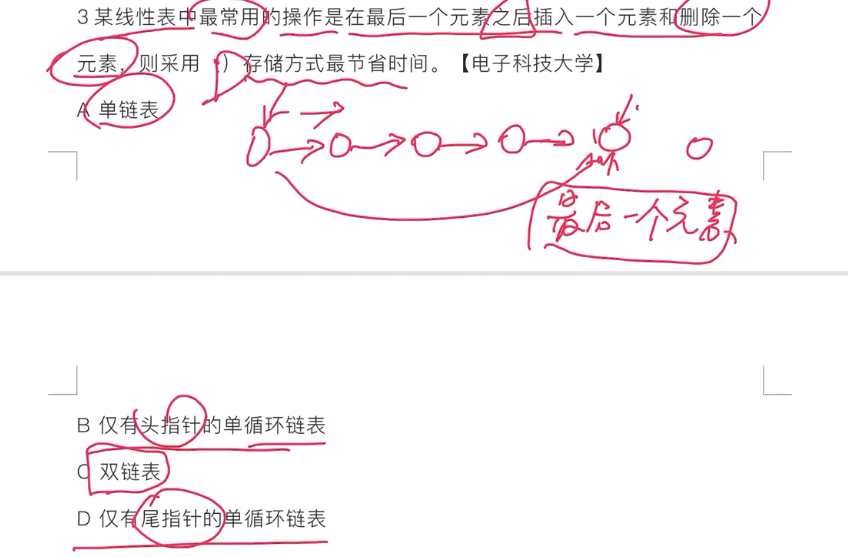 3某线性表中最常用的操作是在最后一个元素之后插入一个元素和删除一个
元素，则采用（D）存储方式最节省时间。【电子科技大学】
A 单链表
最后一个元素
B 仅有头指针的单循环链表
C 双链表
D 仅有尾指针的单循环链表